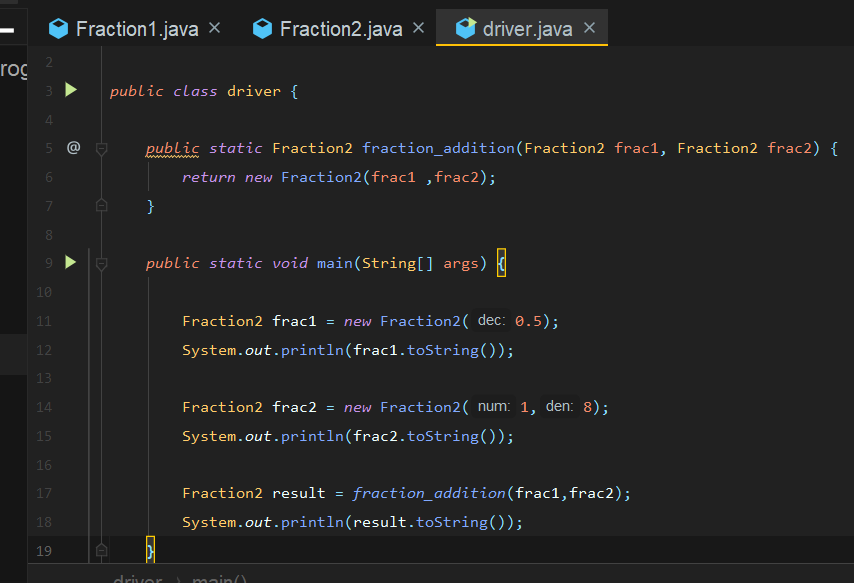 Fraction1.java × Fraction2.java × driver.java ×
rog
2
3 public class driver {
4
5 @ public static Fraction2 fraction_addition(Fraction2 frac1, Fraction2 frac2) {
6 return new Fraction2(frac1 ,frac2);
7 }
8
9 public static void main(String[] args) {
10
11 Fraction2 frac1 = new Fraction2( dec: 0.5);
12 System.out.println(frac1.toString());
13
14 Fraction2 frac2 = new Fraction2( num: 1, den: 8);
15 System.out.println(frac2.toString());
16
17 Fraction2 result = fraction_addition(frac1,frac2);
18 System.out.println(result.toString());
19 }
driver > main()